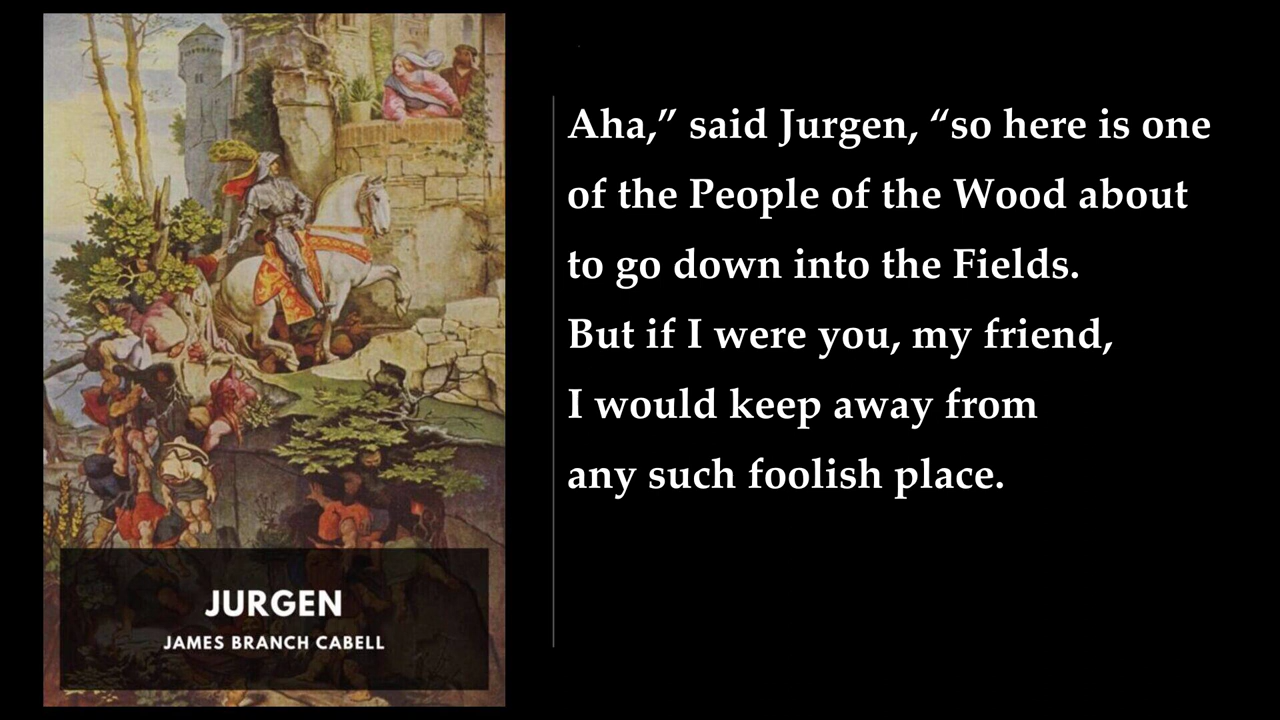 Aha,” said Jurgen, “so here is one
of the People of the Wood about
to go down into the Fields.
But if I were you, my friend,
I would keep away from
any such foolish place.
JURGEN
JAMES BRANCH CABELL